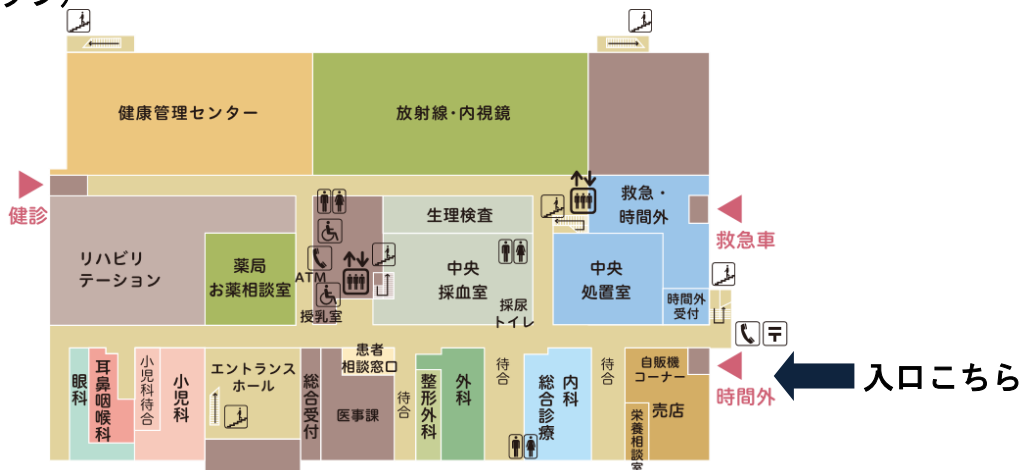 健康管理センター
放射線・内視鏡
健診
救急・
時間外
救急車
生理検査
リハビリ
テーション
薬局
お薬相談室
ATM
授乳室
中央
採血室
採尿
トイレ
中央
処置室
時間外
受付
〒
眼科
耳鼻咽喉科
小児科待合
小児科
エントランス
ホール
総合受付
患者
相談窓口
医事課
待合
整形外科
外科
待合
総合診療
内科
待合
自販機
コーナー
売店
栄養相談室
時間外
入口こちら